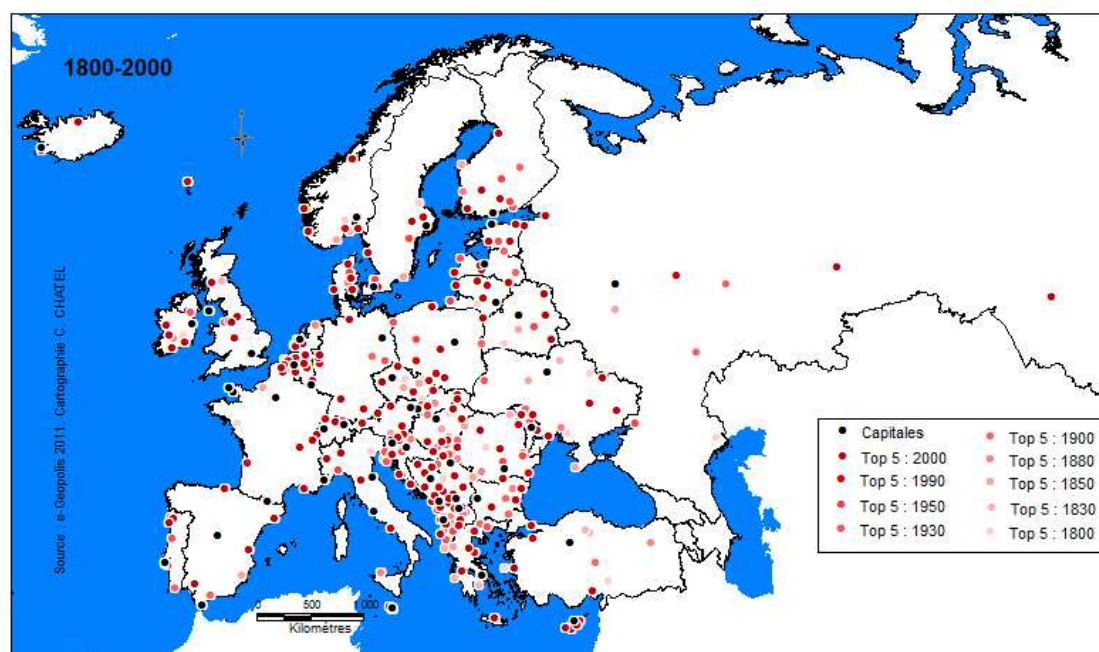 1800-2000
Source : e-Geopolis 2011. Cartographie C. CHATEL
Capitales
Top 5 : 2000
Top 5 : 1990
Top 5 : 1950
Top 5 : 1930
Top 5 : 1900
Top 5 : 1880
Top 5 : 1850
Top 5 : 1830
Top 5 : 1800
0 500 1 000
Kilomètres